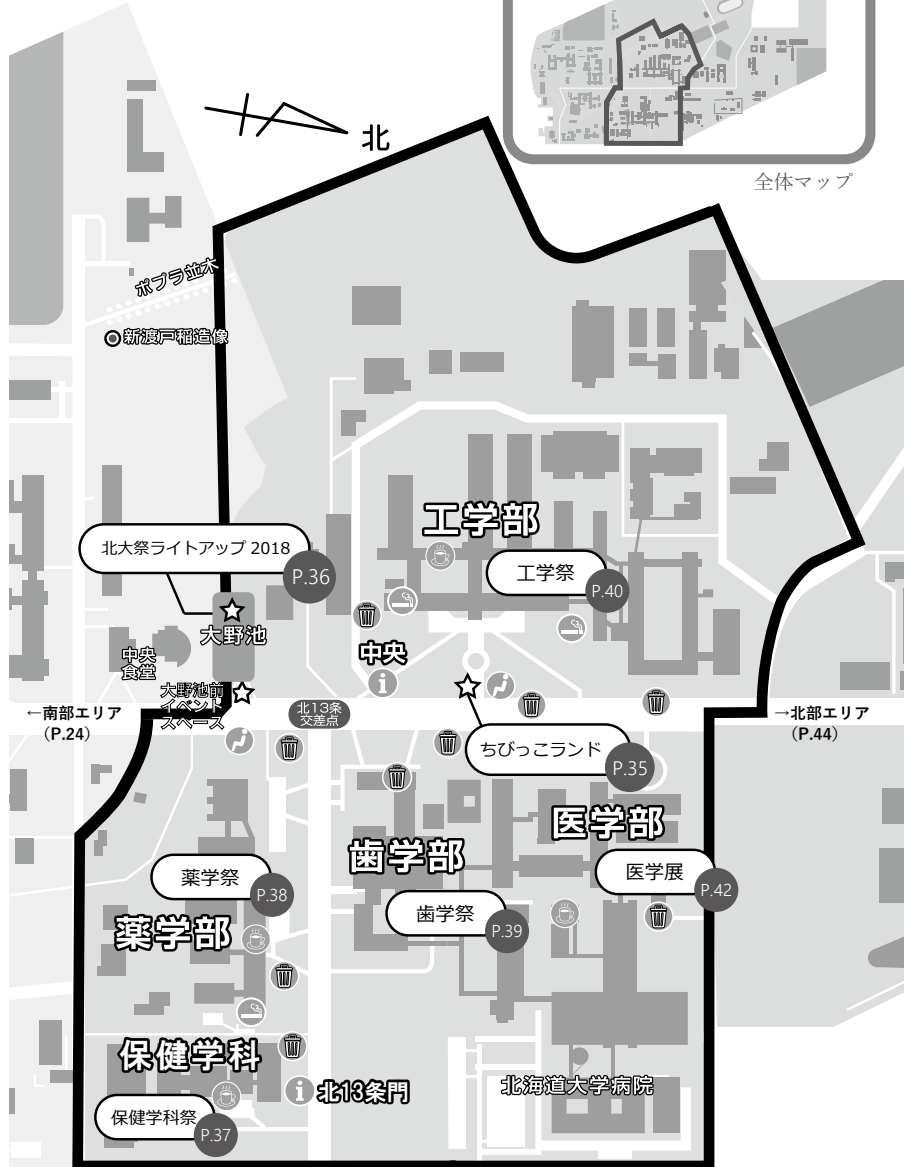 北
全体マップ
ポプラ並木
新渡戸稲造像
工学部
北大祭ライトアップ 2018
P.36
工学祭
P.40
大野池
中央
食堂
中央
大野池前
イベント
スペース
北13条
交差点
←南部エリア
(P.24)
→北部エリア
(P.44)
ちびっこランド
P.35
医学部
歯学部
医学展
P.42
薬学祭
P.38
歯学祭
P.39
薬学部
保健学科
北13条門
北海道大学病院
保健学科祭
P.37